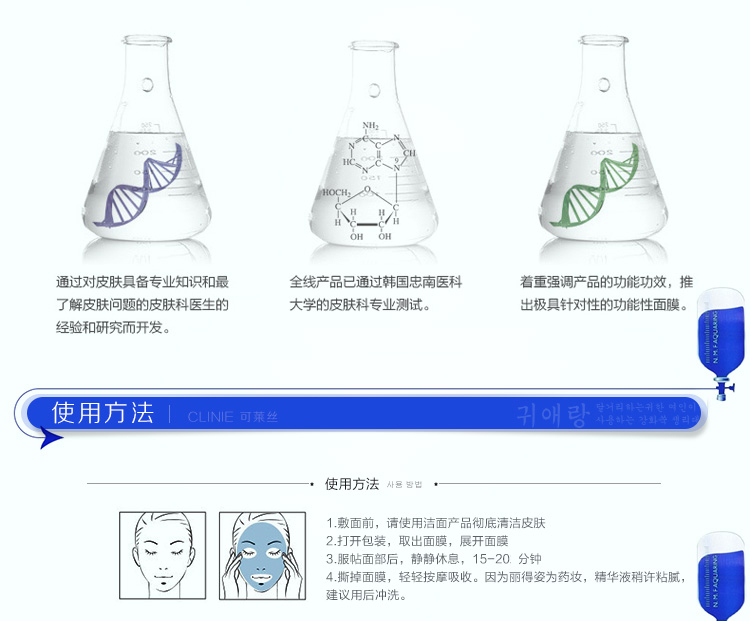 NH₂
N
C
N
C
CH
HC
C
N
N
9
HOCH₂
O
C
C
H
H
H
H
C
C
OH
OH
通过对皮肤具备专业知识和最
了解皮肤问题的皮肤科医生的
经验和研究而开发。
全线产品已通过韩国忠南医科
大学的皮肤科专业测试。
着重强调产品的功能功效，推
出极具针对性的功能性面膜。
N.M.F AQUARING
使用方法 CLINIE 可莱丝
귀애랑
使用方法 사용 방법
1.敷面前，请使用洁面产品彻底清洁皮肤
2.打开包装，取出面膜，展开面膜
3.服帖面部后，静静休息，15-20 分钟
4.撕掉面膜，轻轻按摩吸收。因为丽得姿为药妆，精华液稍许粘腻，
建议用后冲洗。
N.M.F AQUARING